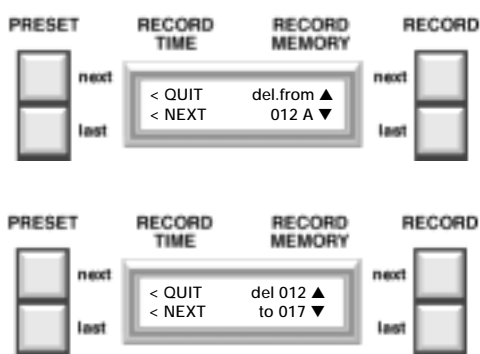 PRESET RECORD TIME RECORD MEMORY RECORD
next next
< QUIT del.from ▲
< NEXT 012 A ▼
last last
PRESET RECORD TIME RECORD MEMORY RECORD
next next
< QUIT del 012 ▲
< NEXT to 017 ▼
last last